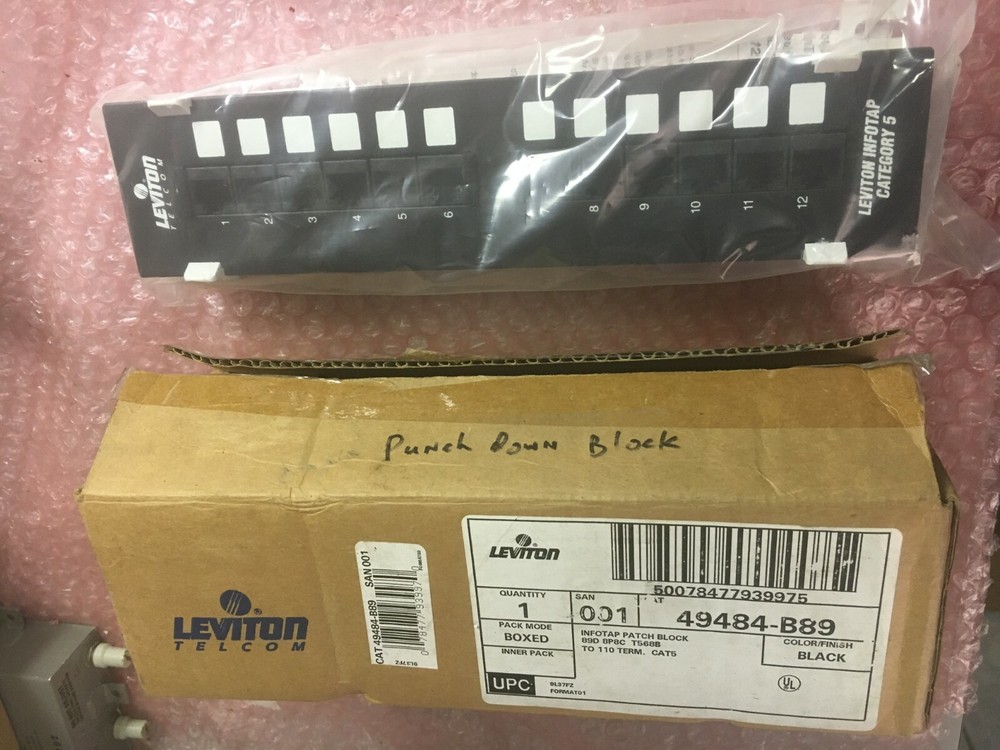 LEVITON
TELCOM
1 2 3 4 5 6 8 9 10 11 12
LEVITON INFOTAP
CATEGORY 5
Punch Down Block
LEVITON
TELCOM
CAT 49484-B89 SAN 001
LEVITON
50078477939975
QUANTITY
1
SAN
001
49484-B89
PACK MODE
BOXED
INNER PACK
INFOTAP PATCH BLOCK
89D 8P8C T568B
TO 110 TERM. CAT5
COLOR/FINISH
BLACK
UPC
FORMAT01
UL